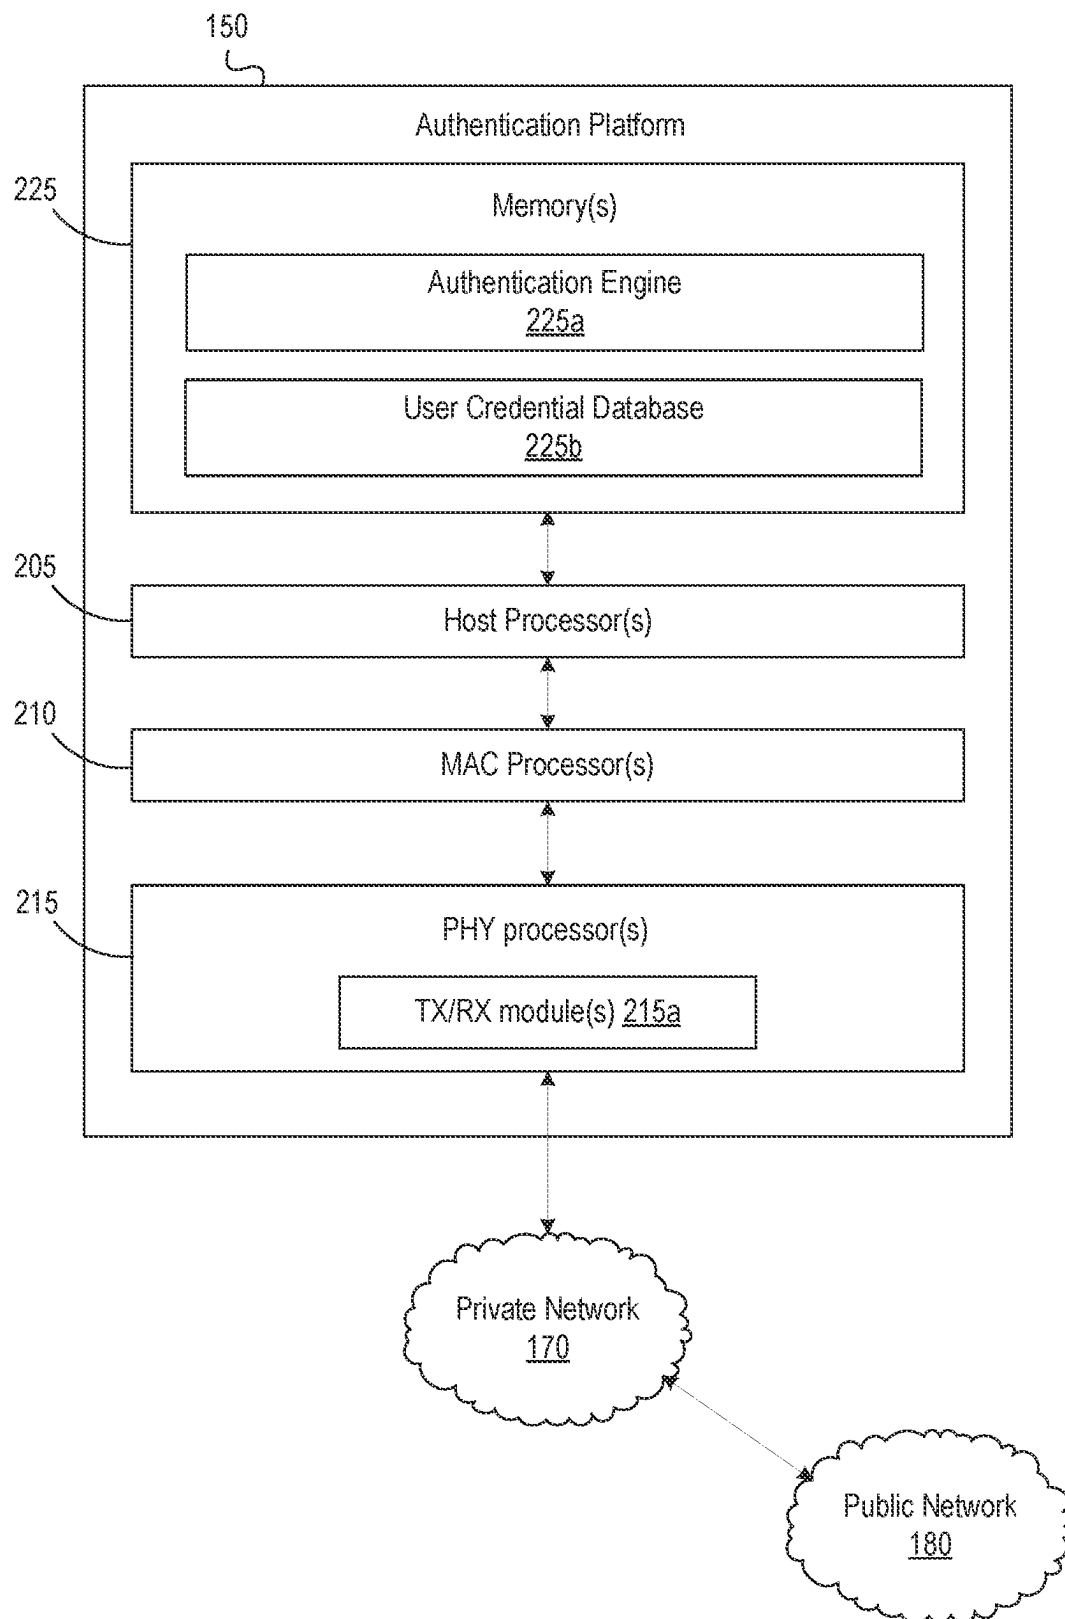 150
Authentication Platform
225
Memory(s)
Authentication Engine
225a
User Credential Database
225b
205
Host Processor(s)
210
MAC Processor(s)
215
PHY processor(s)
TX/RX module(s) 215a
Private Network
170
Public Network
180